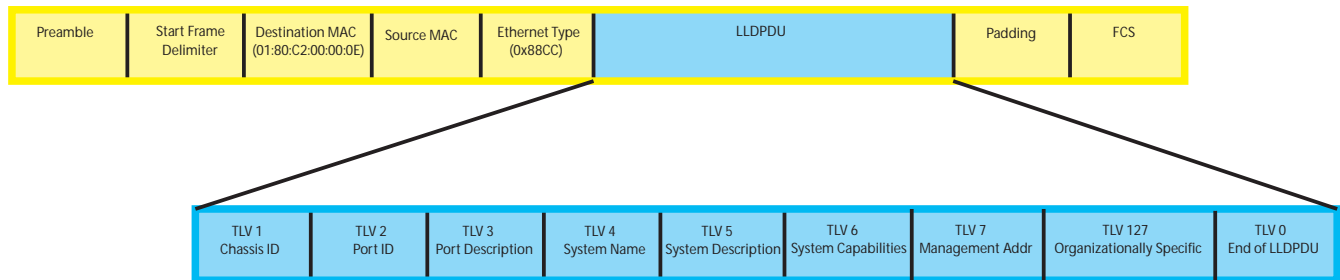 Preamble
Start Frame
Delimiter
Destination MAC
(01:80:C2:00:00:0E)
Source MAC
Ethernet Type
(0x88CC)
LLDPDU
Padding
FCS
TLV 1
Chassis ID
TLV 2
Port ID
TLV 3
Port Description
TLV 4
System Name
TLV 5
System Description
TLV 6
System Capabilities
TLV 7
Management Addr
TLV 127
Organizationally Specific
TLV 0
End of LLDPDU